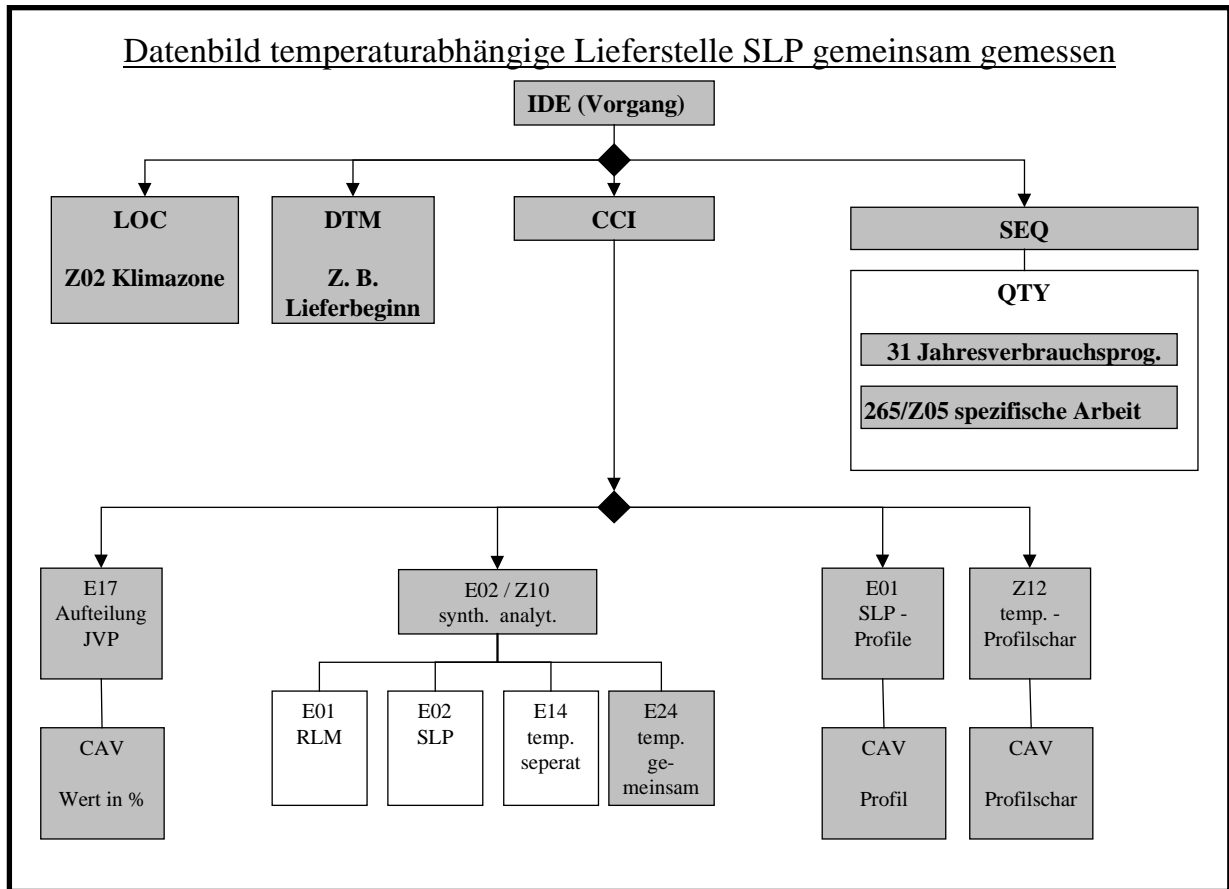 Datenbild temperaturabhängige Lieferstelle SLP gemeinsam gemessen
IDE (Vorgang)
LOC
Z02 Klimazone
DTM
Z. B.
Lieferbeginn
CCI
SEQ
QTY
31 Jahresverbrauchsprog.
265/Z05 spezifische Arbeit
E17
Aufteilung
JVP
E02 / Z10
synth. analyt.
E01
SLP -
Profile
Z12
temp. -
Profilschar
E01
RLM
E02
SLP
E14
temp.
seperat
E24
temp.
ge-
meinsam
CAV
Wert in %
CAV
Profil
CAV
Profilschar